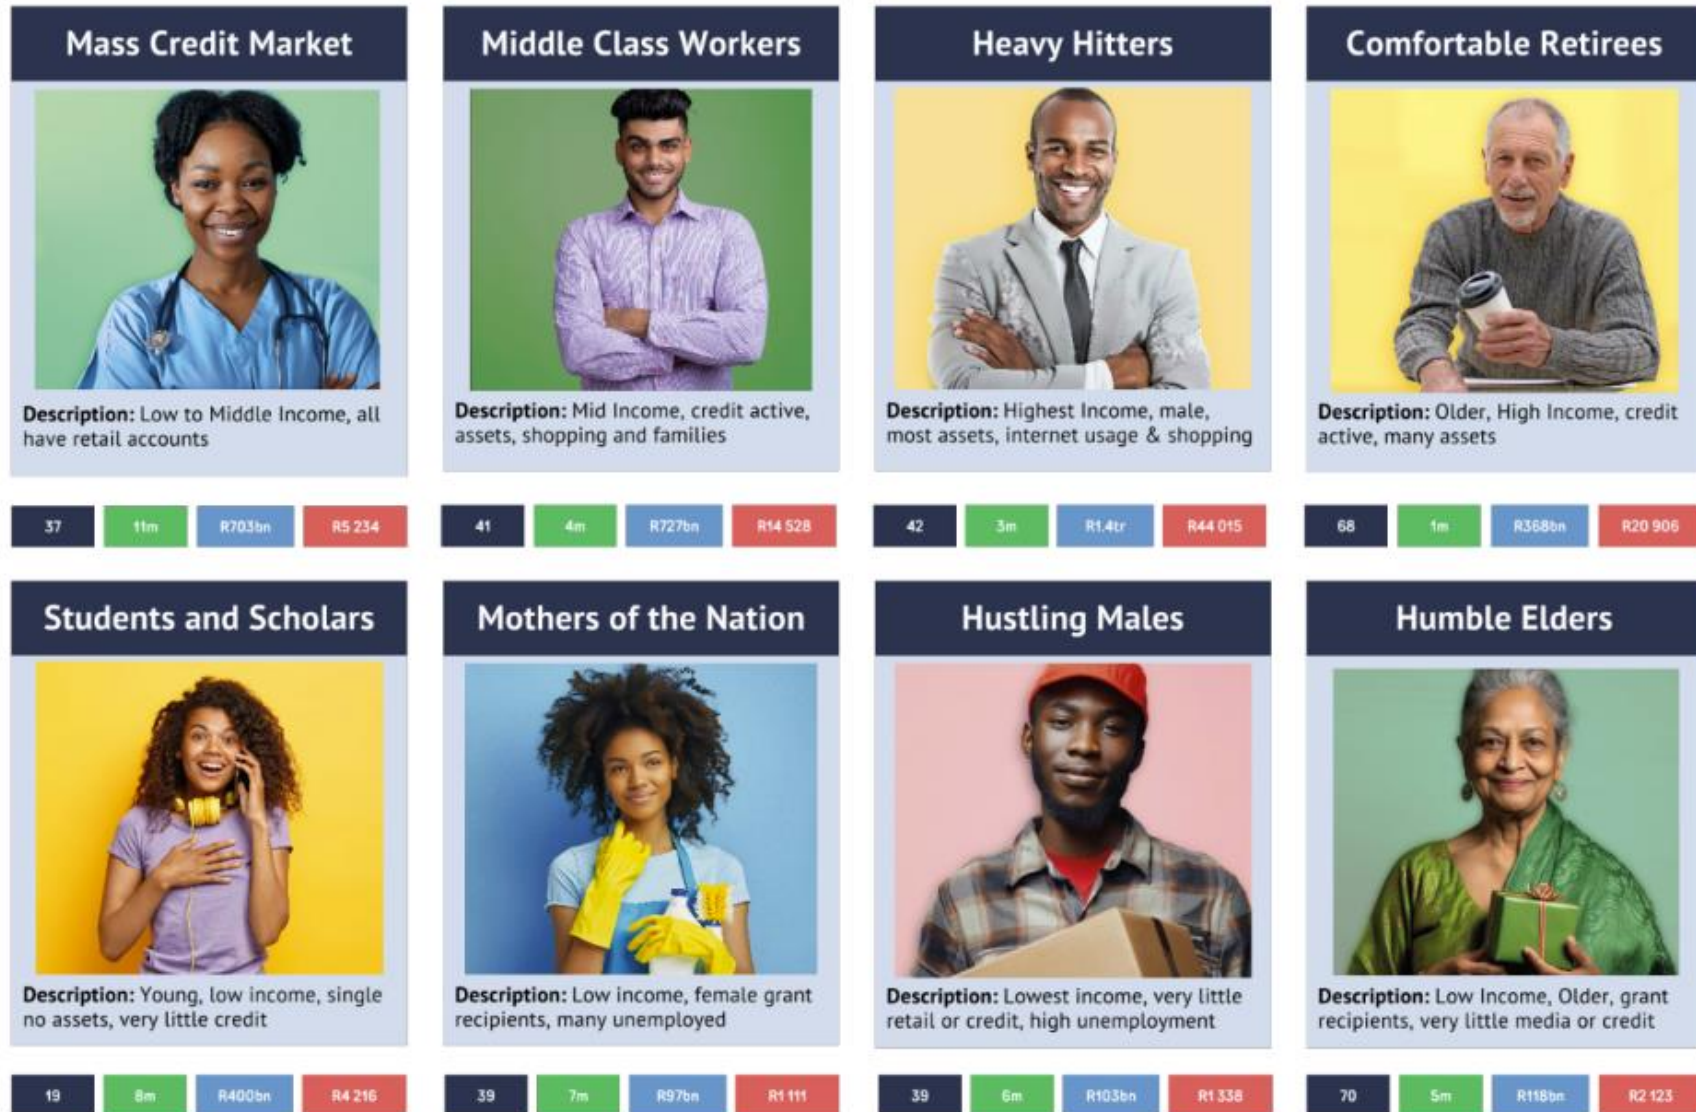 Mass Credit Market
Description: Low to Middle Income, all
have retail accounts
37
11m
R703bn
R5 234
Middle Class Workers
Description: Mid Income, credit active,
assets, shopping and families
41
4m
R727bn
R14 528
Heavy Hitters
Description: Highest Income, male,
most assets, internet usage & shopping
42
3m
R1.4tr
R44 015
Comfortable Retirees
Description: Older, High Income, credit
active, many assets
68
1m
R368bn
R20 906
Students and Scholars
Description: Young, low income, single
no assets, very little credit
19
8m
R400bn
R4 216
Mothers of the Nation
Description: Low income, female grant
recipients, many unemployed
39
7m
R97bn
R1 111
Hustling Males
Description: Lowest income, very little
retail or credit, high unemployment
39
6m
R103bn
R1 338
Humble Elders
Description: Low Income, Older, grant
recipients, very little media or credit
70
5m
R118bn
R2 123